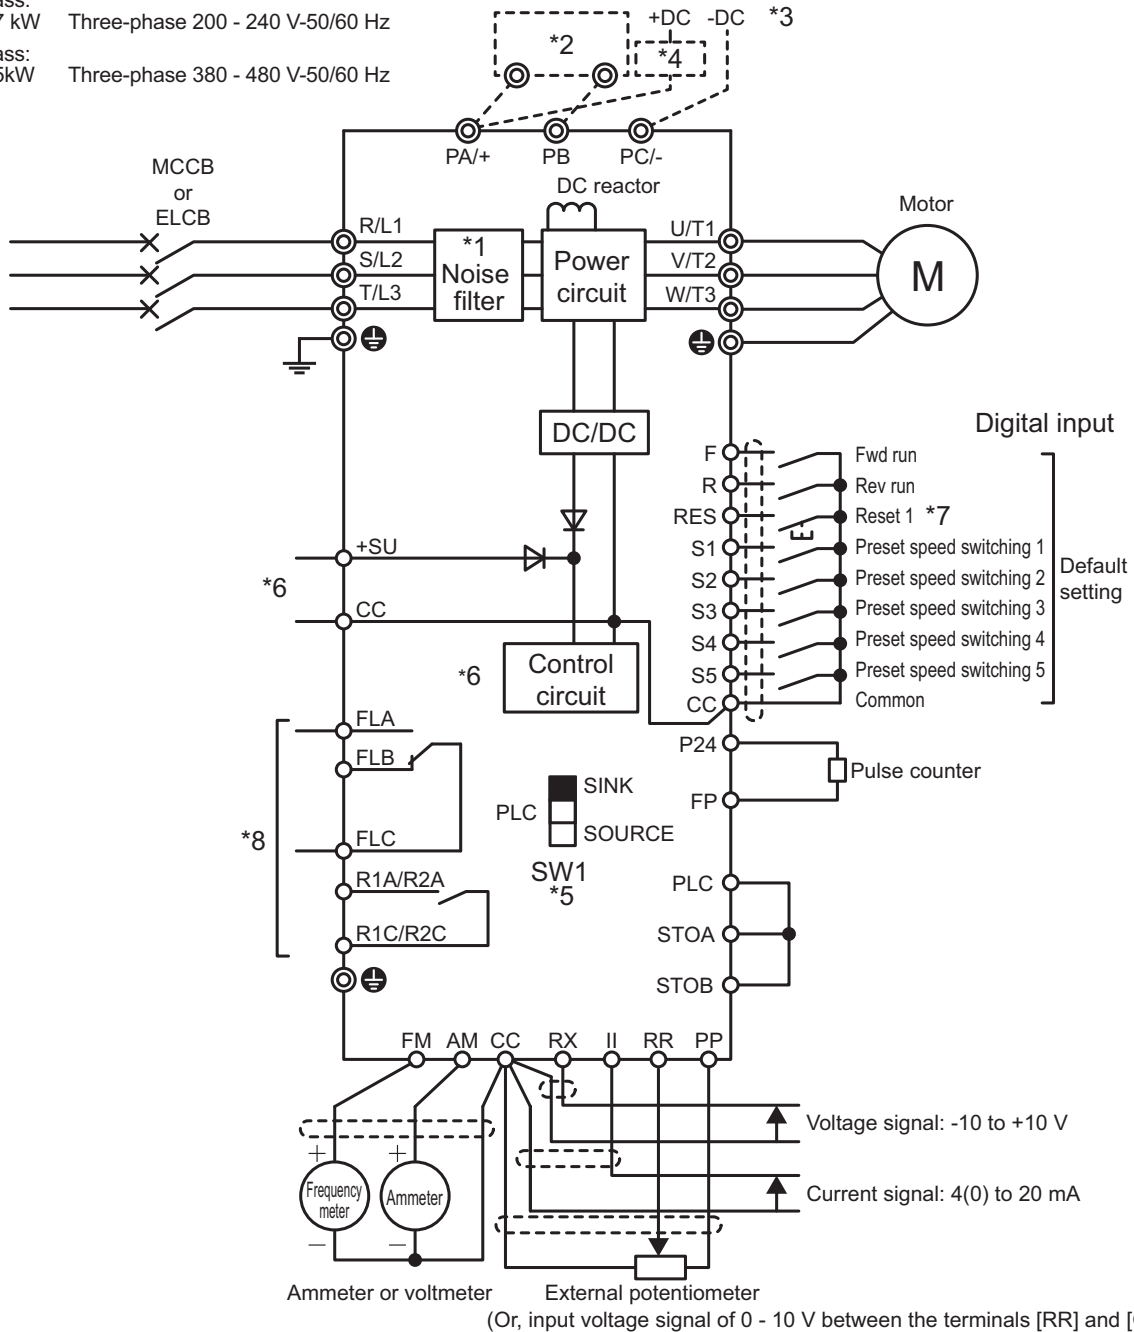 ass:
7 kW Three-phase 200 - 240 V-50/60 Hz
ass:
5kW Three-phase 380 - 480 V-50/60 Hz
+DC -DC *3
*2
*4
PA/+ PB PC/-
DC reactor
MCCB
or
ELCB
Motor
R/L1
S/L2
T/L3
*1
Noise
filter
Power
circuit
U/T1
V/T2
W/T3
M
DC/DC
Digital input
F Fwd run
R Rev run
RES Reset 1 *7
S1 Preset speed switching 1
S2 Preset speed switching 2
S3 Preset speed switching 3
S4 Preset speed switching 4
S5 Preset speed switching 5
CC Common
Default
setting
+SU
*6
CC
*6
Control
circuit
P24
Pulse counter
FP
FLA
FLB
FLC
*8
R1A/R2A
R1C/R2C
SINK
PLC
SOURCE
SW1
*5
PLC
STOA
STOB
FM AM CC RX II RR PP
Voltage signal: -10 to +10 V
Current signal: 4(0) to 20 mA
+ +
Frequency
meter
Ammeter
− −
Ammeter or voltmeter
External potentiometer
(Or, input voltage signal of 0 - 10 V between the terminals [RR] and [